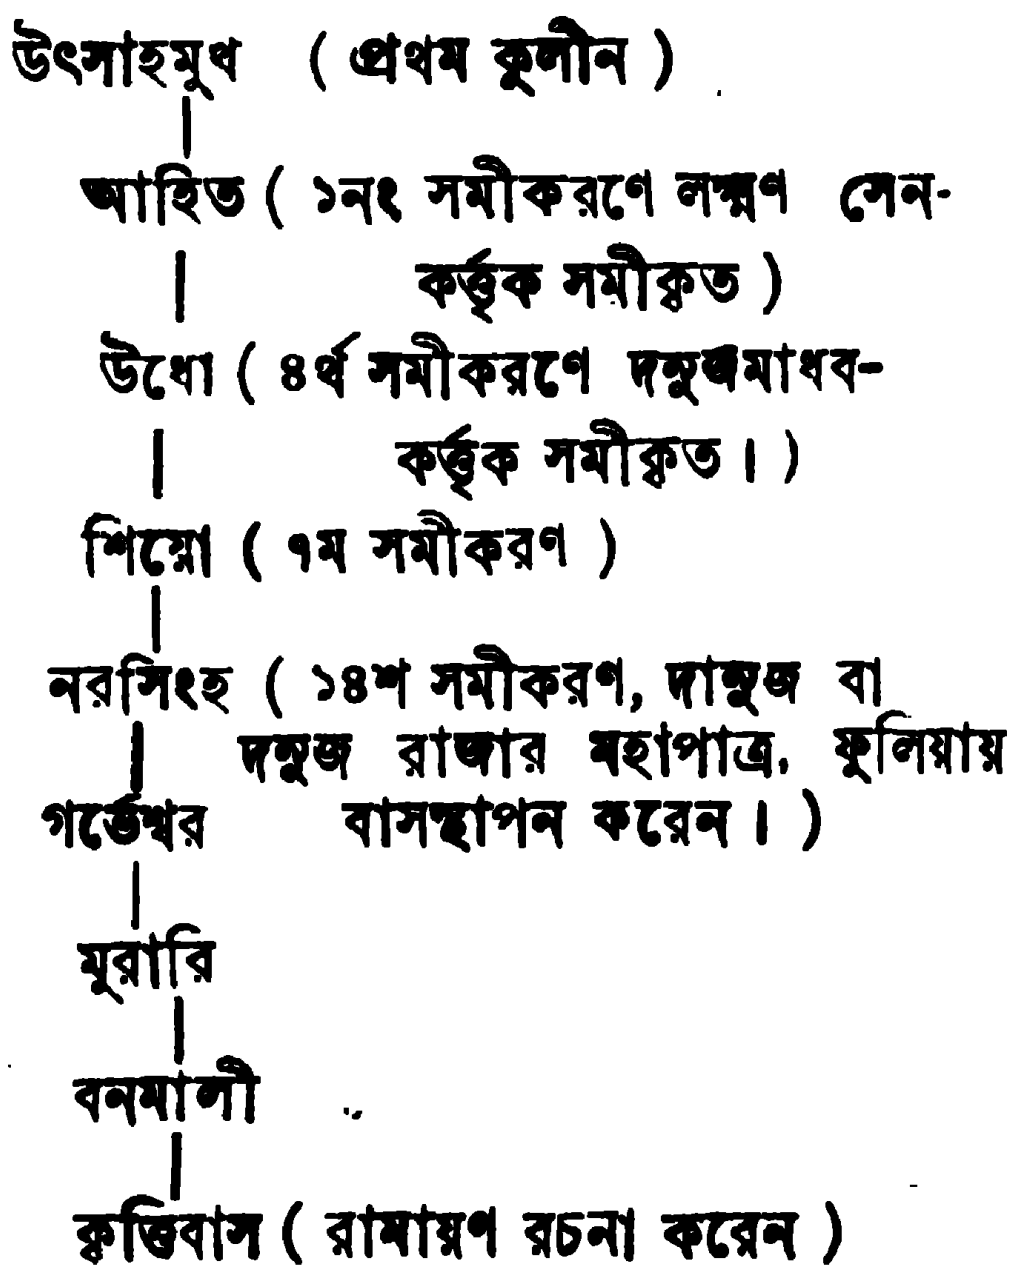 উৎসাহমুখ ( প্রথম কুলীন )
আহিত ( ১নং সমীকরণে লক্ষ্মণ সেন-
কর্ত্তৃক সমীকৃত )
উধো ( ৪র্থ সমীকরণে দনুজমাধব-
কর্ত্তৃক সমীকৃত । )
শিয়ো ( ৭ম সমীকরণ )
নরসিংহ ( ১৪শ সমীকরণ, দানুজ বা
দনুজ রাজার মহাপাত্র, ফুলিয়ায়
গর্ভেশ্বর বাসস্থাপন করেন । )
মুরারি
বনমালী
কৃত্তিবাস ( রামায়ণ রচনা করেন )